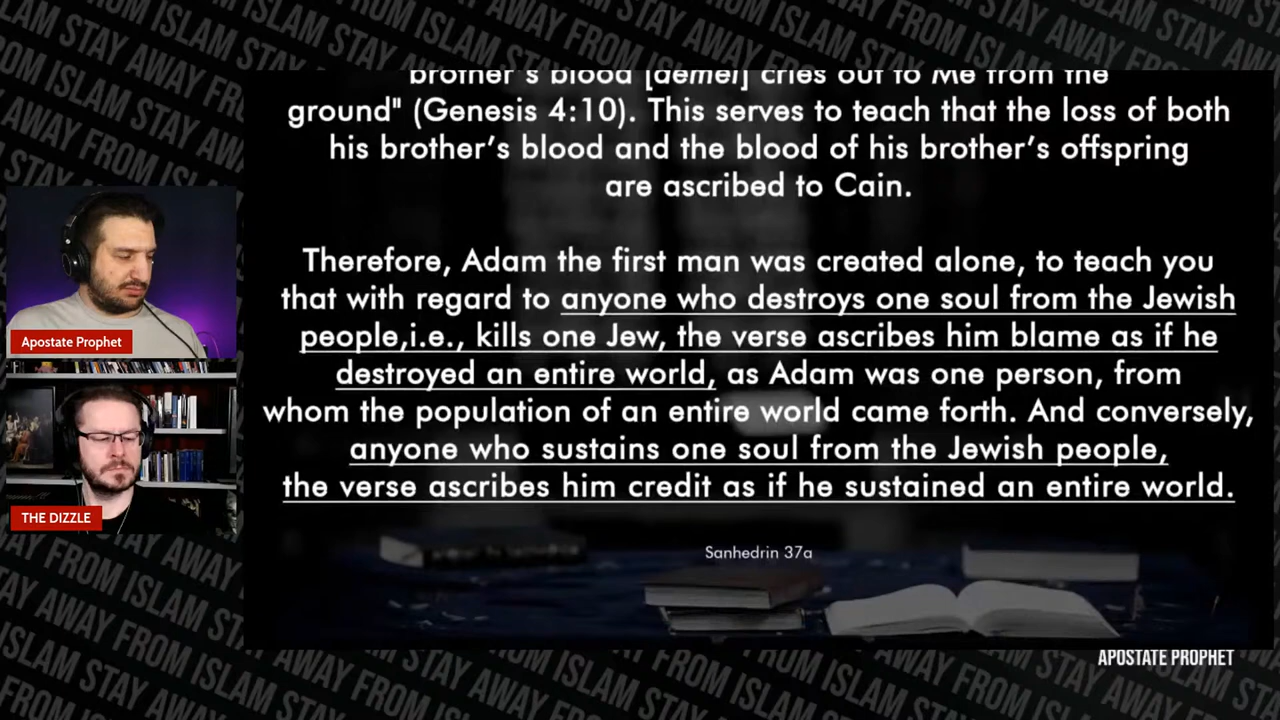 brother's blood [demei] cries out to Me from the
ground" (Genesis 4:10). This serves to teach that the loss of both
his brother's blood and the blood of his brother's offspring
are ascribed to Cain.
Therefore, Adam the first man was created alone, to teach you
that with regard to anyone who destroys one soul from the Jewish
people,i.e., kills one Jew, the verse ascribes him blame as if he
destroyed an entire world, as Adam was one person, from
whom the population of an entire world came forth. And conversely,
anyone who sustains one soul from the Jewish people,
the verse ascribes him credit as if he sustained an entire world.
Sanhedrin 37a
Apostate Prophet
THE DIZZLE
APOSTATE PROPHET
STAY AWAY FROM ISLAM